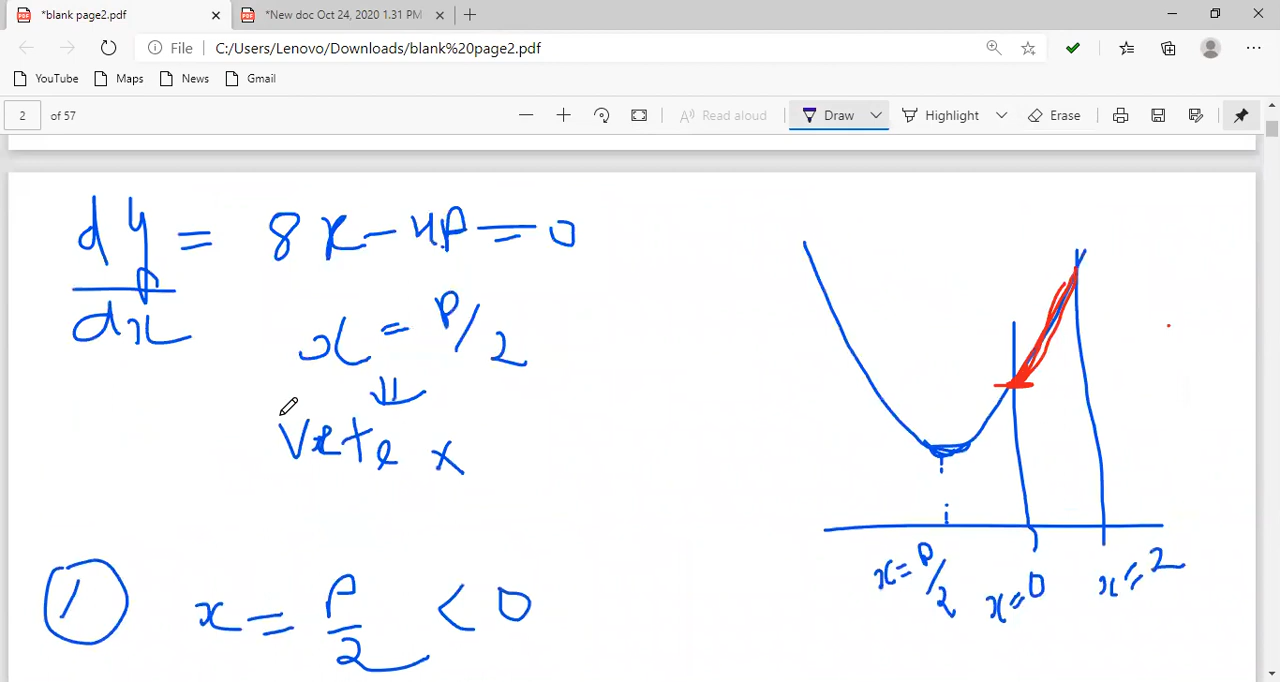 *blank page2.pdf
*New doc Oct 24, 2020 1.31 PM
File C:/Users/Lenovo/Downloads/blank%20page2.pdf
YouTube Maps News Gmail
2 of 57 Read aloud Draw Highlight Erase
dy/dx = 8x - 4P = 0
x = P/2
⇓
Vetex
x = P/2 x=0 x=2
1 x = P/2 < 0